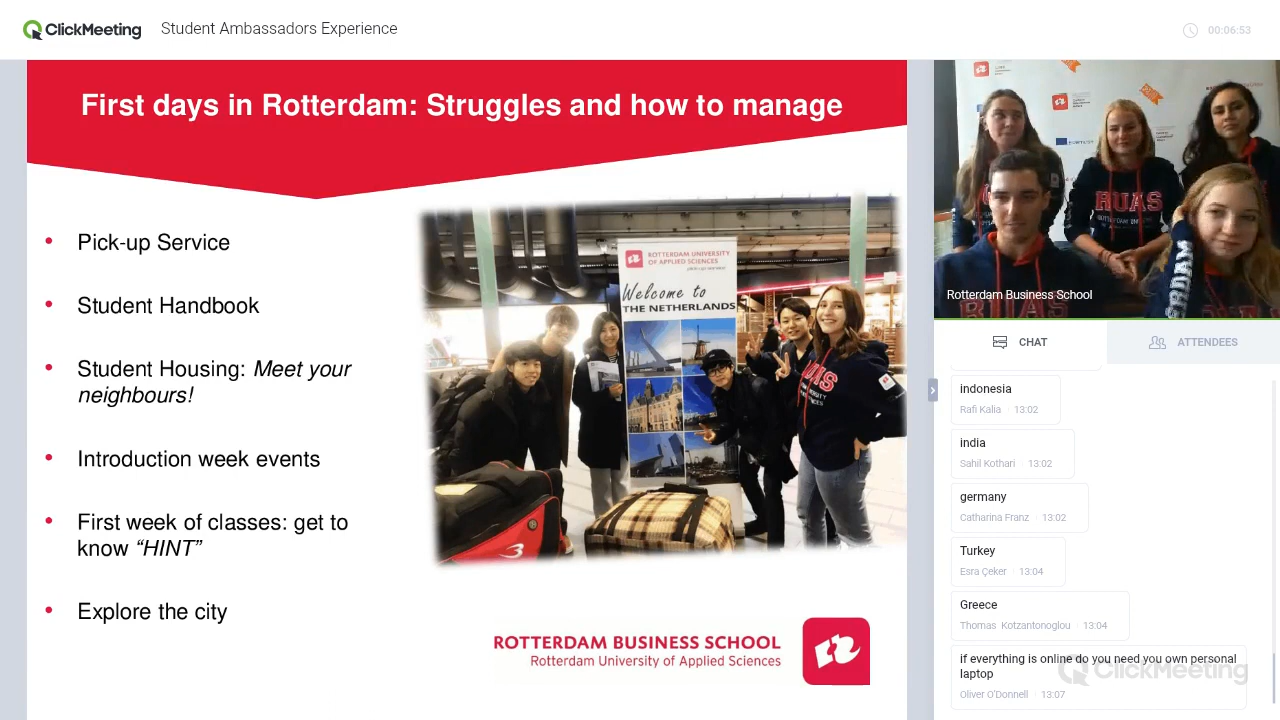 ClickMeeting
Student Ambassadors Experience
00:06:53
First days in Rotterdam: Struggles and how to manage
• Pick-up Service
• Student Handbook
• Student Housing: Meet your
neighbours!
• Introduction week events
• First week of classes: get to
know “HINT”
• Explore the city
ROTTERDAM UNIVERSITY
OF APPLIED SCIENCES
Welcome to
THE NETHERLANDS
ROTTERDAM BUSINESS SCHOOL
Rotterdam University of Applied Sciences
RUAS
Rotterdam Business School
CHAT
ATTENDEES
indonesia
Rafi Kalia 13:02
india
Sahil Kothari 13:02
germany
Catharina Franz 13:02
Turkey
Esra Çeker 13:04
Greece
Thomas Kotzantonoglou 13:04
if everything is online do you need you own personal
laptop
Oliver O'Donnell 13:07
ClickMeeting